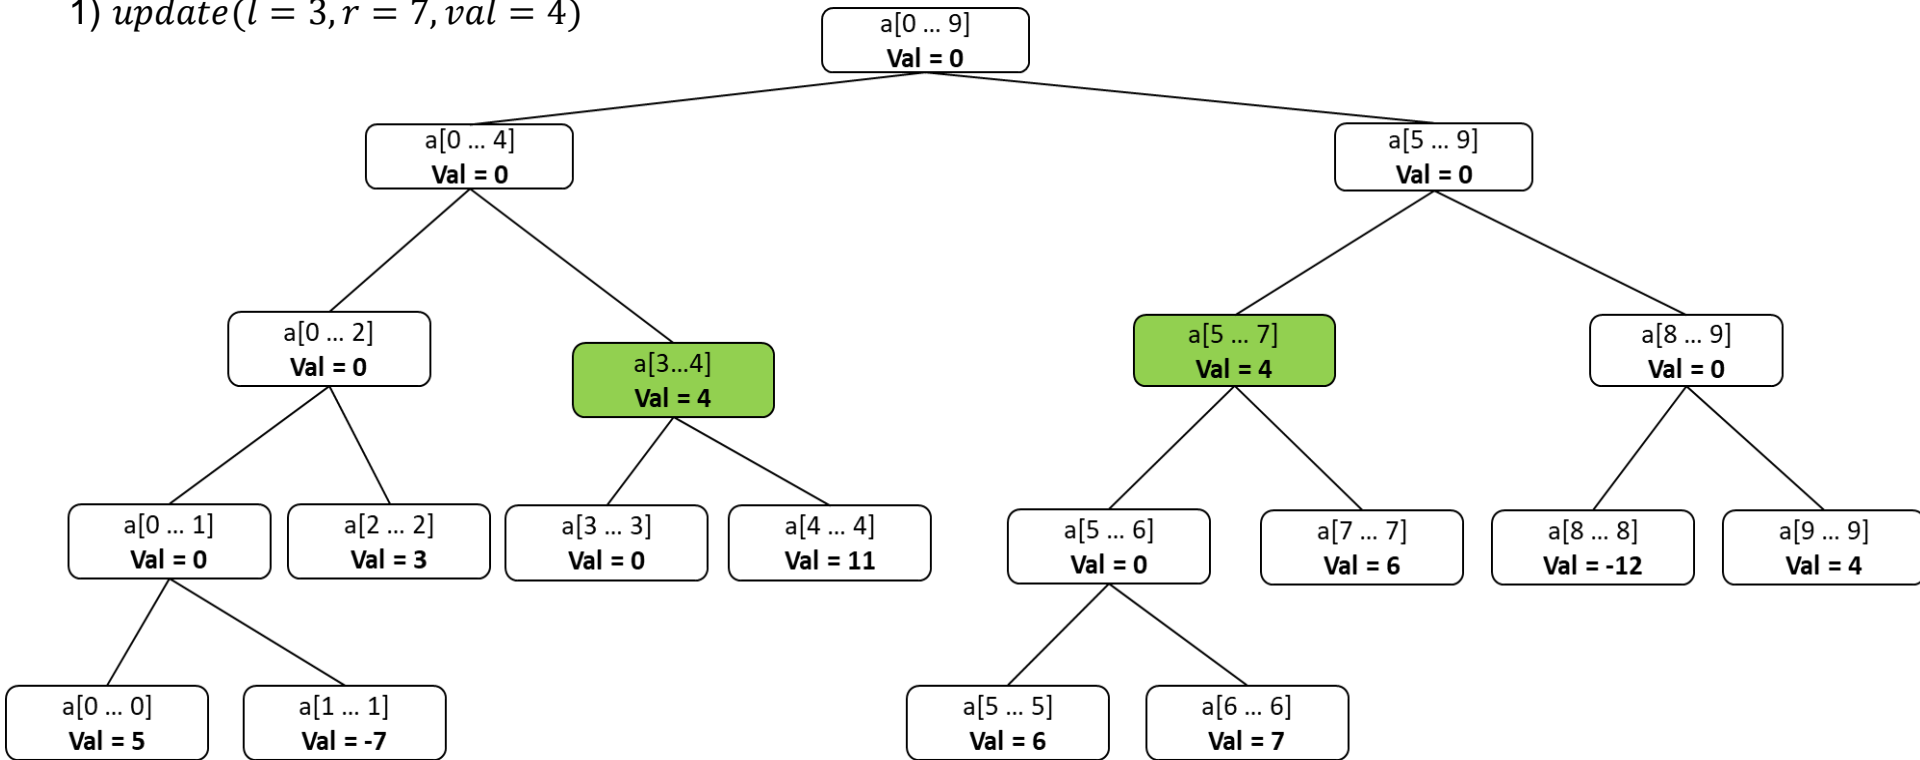 1) update(l = 3, r = 7, val = 4)
a[0 ... 9]
Val = 0
a[0 ... 4]
Val = 0
a[5 ... 9]
Val = 0
a[0 ... 2]
Val = 0
a[3...4]
Val = 4
a[5 ... 7]
Val = 4
a[8 ... 9]
Val = 0
a[0 ... 1]
Val = 0
a[2 ... 2]
Val = 3
a[3 ... 3]
Val = 0
a[4 ... 4]
Val = 11
a[5 ... 6]
Val = 0
a[7 ... 7]
Val = 6
a[8 ... 8]
Val = -12
a[9 ... 9]
Val = 4
a[0 ... 0]
Val = 5
a[1 ... 1]
Val = -7
a[5 ... 5]
Val = 6
a[6 ... 6]
Val = 7